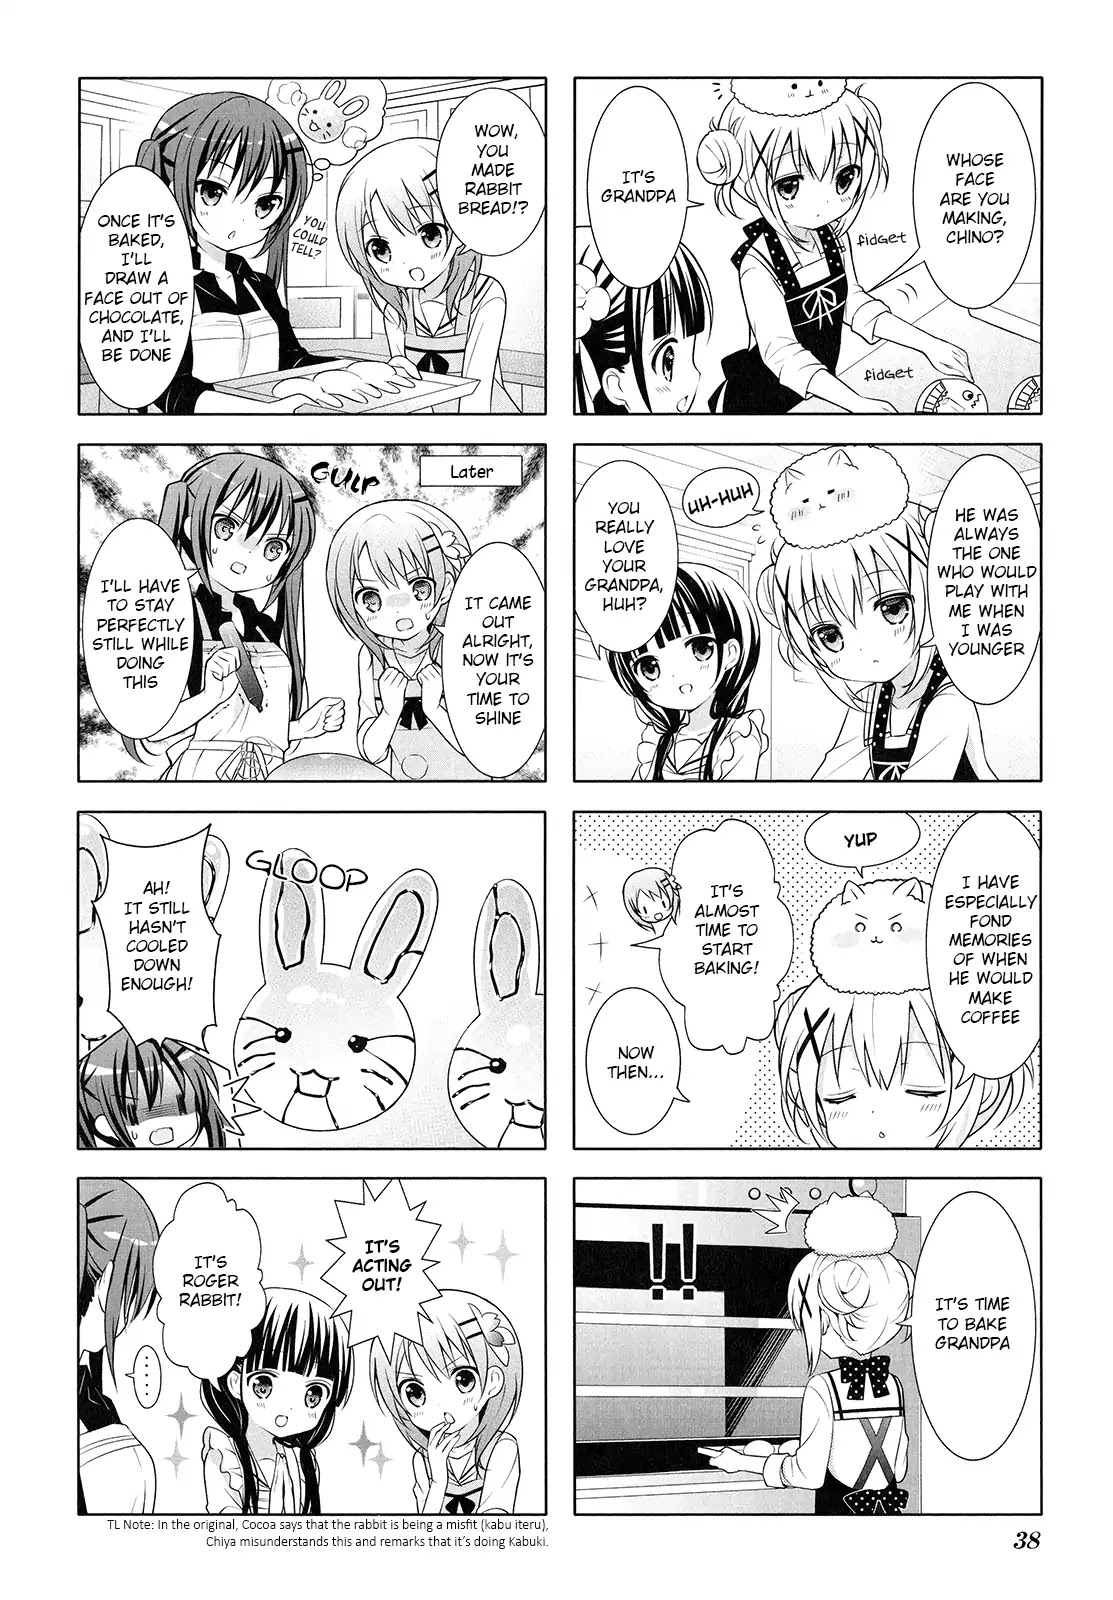 WHOSE
FACE
ARE YOU
MAKING,
CHINO?
IT'S
GRANDPA
fidget
fidget
HE WAS
ALWAYS
THE ONE
WHO WOULD
PLAY WITH
ME WHEN
I WAS
YOUNGER
UH-HUH
YOU
REALLY
LOVE
YOUR
GRANDPA,
HUH?
YUP
I HAVE
ESPECIALLY
FOND
MEMORIES
OF WHEN
HE WOULD
MAKE
COFFEE
IT'S
ALMOST
TIME TO
START
BAKING!
NOW
THEN...
IT'S TIME
TO BAKE
GRANDPA
!!
WOW,
YOU
MADE
RABBIT
BREAD!?
YOU
COULD
TELL?
ONCE IT'S
BAKED,
I'LL
DRAW A
FACE OUT OF
CHOCOLATE,
AND I'LL
BE DONE
Later
GULP
IT CAME
OUT
ALRIGHT,
NOW IT'S
YOUR
TIME TO
SHINE
I'LL HAVE
TO STAY
PERFECTLY
STILL WHILE
DOING
THIS
GLOOP
AH!
IT STILL
HASN'T
COOLED
DOWN
ENOUGH!
IT'S
ACTING
OUT!
IT'S
ROGER
RABBIT!
....
TL Note: In the original, Cocoa says that the rabbit is being a misfit (kabu iteru),
Chiya misunderstands this and remarks that it's doing Kabuki.
38